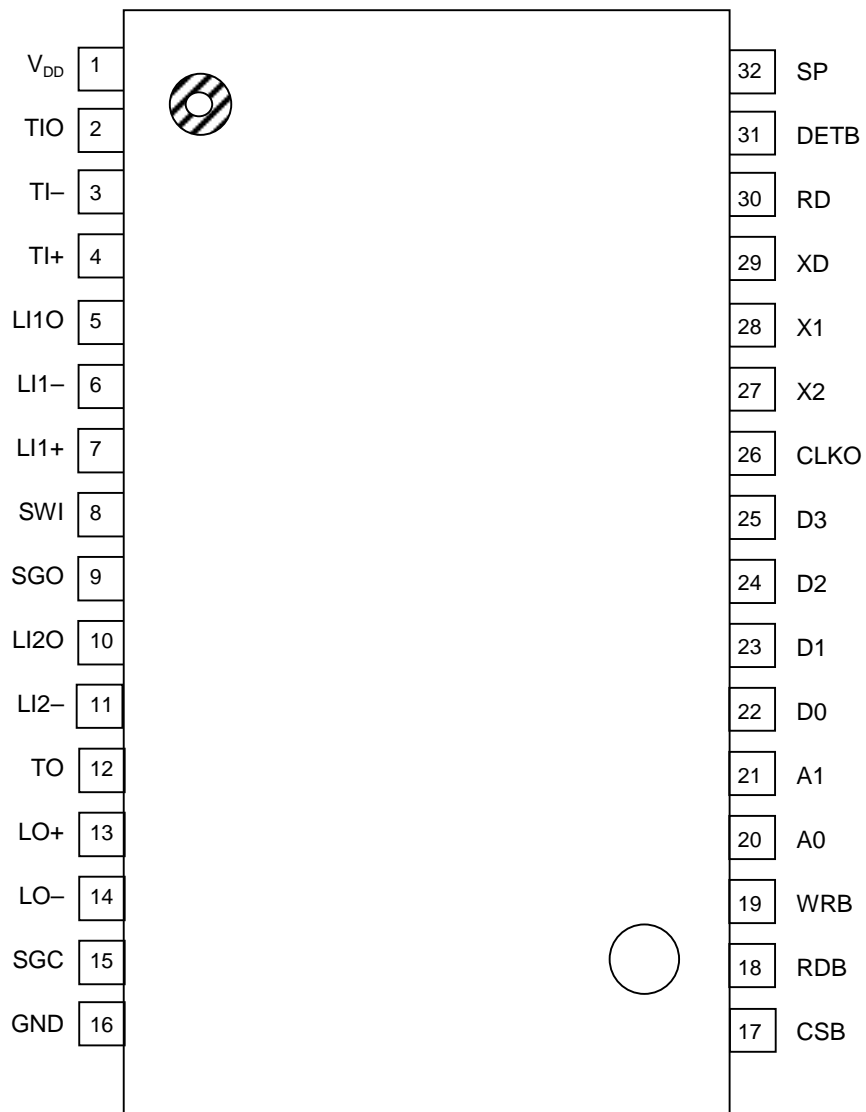 VDD 1
TIO 2
TI– 3
TI+ 4
LI1O 5
LI1– 6
LI1+ 7
SWI 8
SGO 9
LI2O 10
LI2– 11
TO 12
LO+ 13
LO– 14
SGC 15
GND 16
32 SP
31 DETB
30 RD
29 XD
28 X1
27 X2
26 CLKO
25 D3
24 D2
23 D1
22 D0
21 A1
20 A0
19 WRB
18 RDB
17 CSB